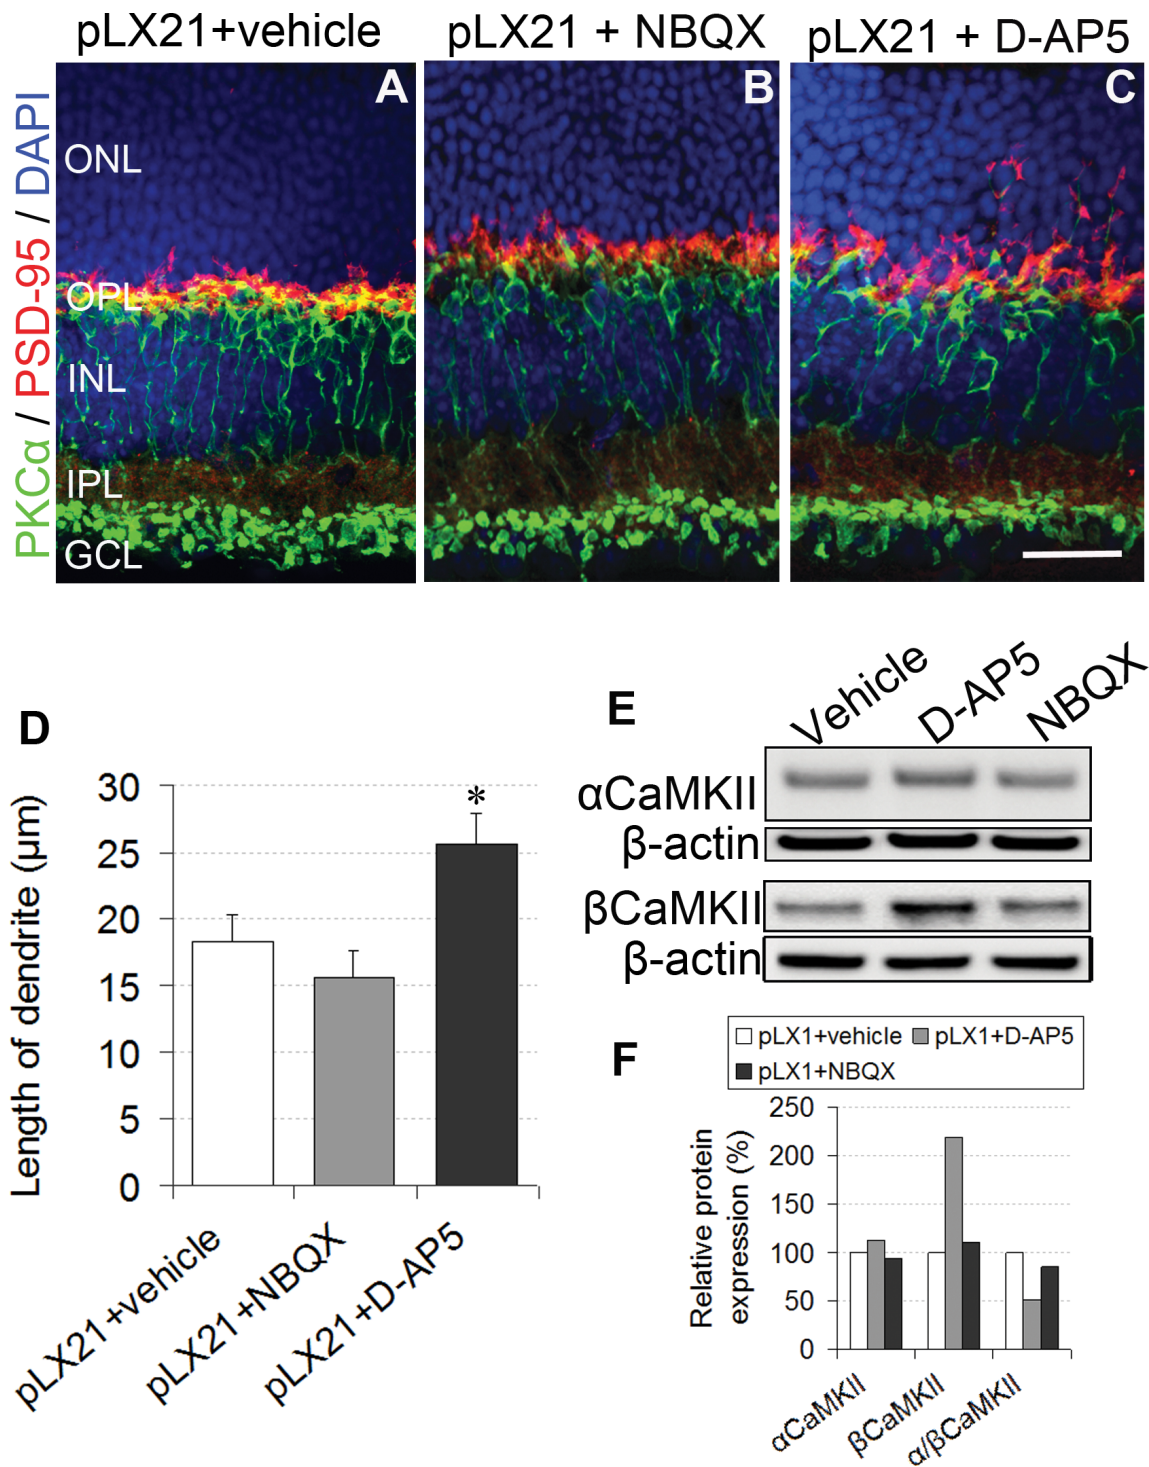 pLX21+vehicle
pLX21 + NBQX
pLX21 + D-AP5
PKCα / PSD-95 / DAPI
A
B
C
ONL
OPL
INL
IPL
GCL
D
Length of dendrite (μm)
30
25
20
15
10
5
0
*
pLX21+vehicle
pLX21+NBQX
pLX21+D-AP5
E
Vehicle
D-AP5
NBQX
αCaMKII
β-actin
βCaMKII
β-actin
F
pLX1+vehicle
pLX1+D-AP5
pLX1+NBQX
Relative protein
expression (%)
250
200
150
100
50
0
αCaMKII
βCaMKII
α/βCaMKII